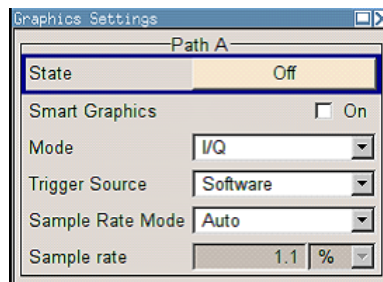 Graphics Settings
Path A
State Off
Smart Graphics On
Mode I/Q
Trigger Source Software
Sample Rate Mode Auto
Sample rate 1.1 %